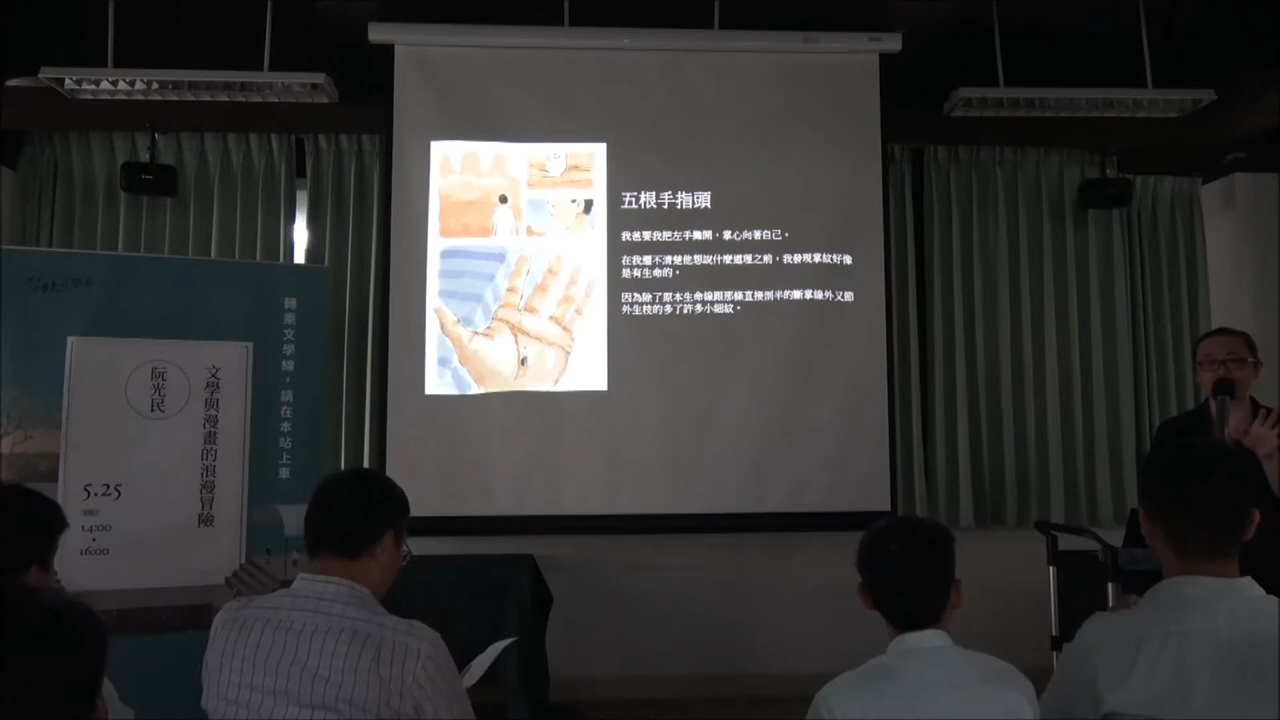 五根手指頭
我爸要我把左手攤開，掌心向著自己。
在我還不清楚他想說什麼道理之前，我發現掌紋好像
是有生命的。
因為除了原本生命線跟那條直接剖半的斷掌線外又節
外生枝的多了許多小細紋。
轉乘文學線，請在本站上車
文學與漫畫的浪漫冒險
阮光民
5.25
14:00
16:00